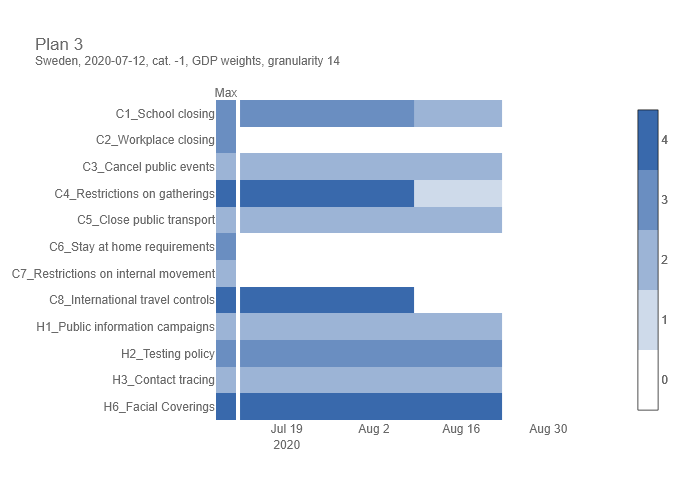 Plan 3
Sweden, 2020-07-12, cat. -1, GDP weights, granularity 14
Max
C1_School closing
C2_Workplace closing
C3_Cancel public events
C4_Restrictions on gatherings
C5_Close public transport
C6_Stay at home requirements
C7_Restrictions on internal movement
C8_International travel controls
H1_Public information campaigns
H2_Testing policy
H3_Contact tracing
H6_Facial Coverings
Jul 19 Aug 2 Aug 16 Aug 30
2020
4
3
2
1
0